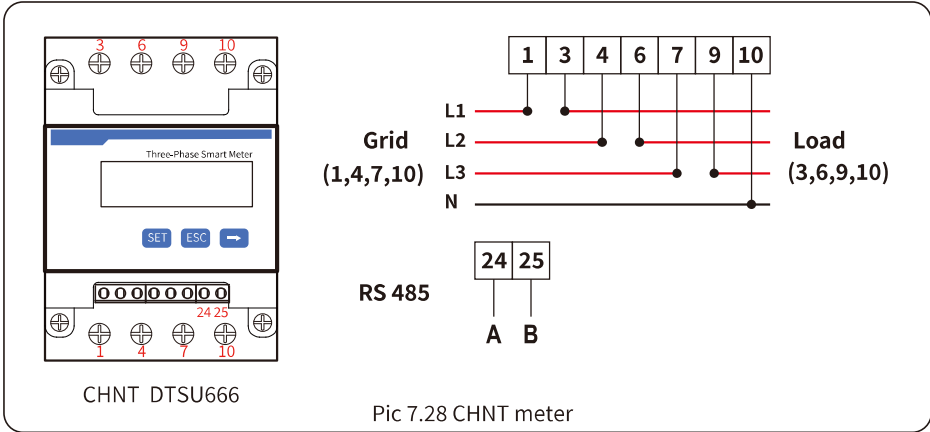 3 6 9 10
Three-Phase Smart Meter
SET ESC
24 25
1 4 7 10
CHNT DTSU666
1 3 4 6 7 9 10
L1
L2
L3
N
Grid
(1,4,7,10)
Load
(3,6,9,10)
24 25
RS 485
A B
Pic 7.28 CHNT meter